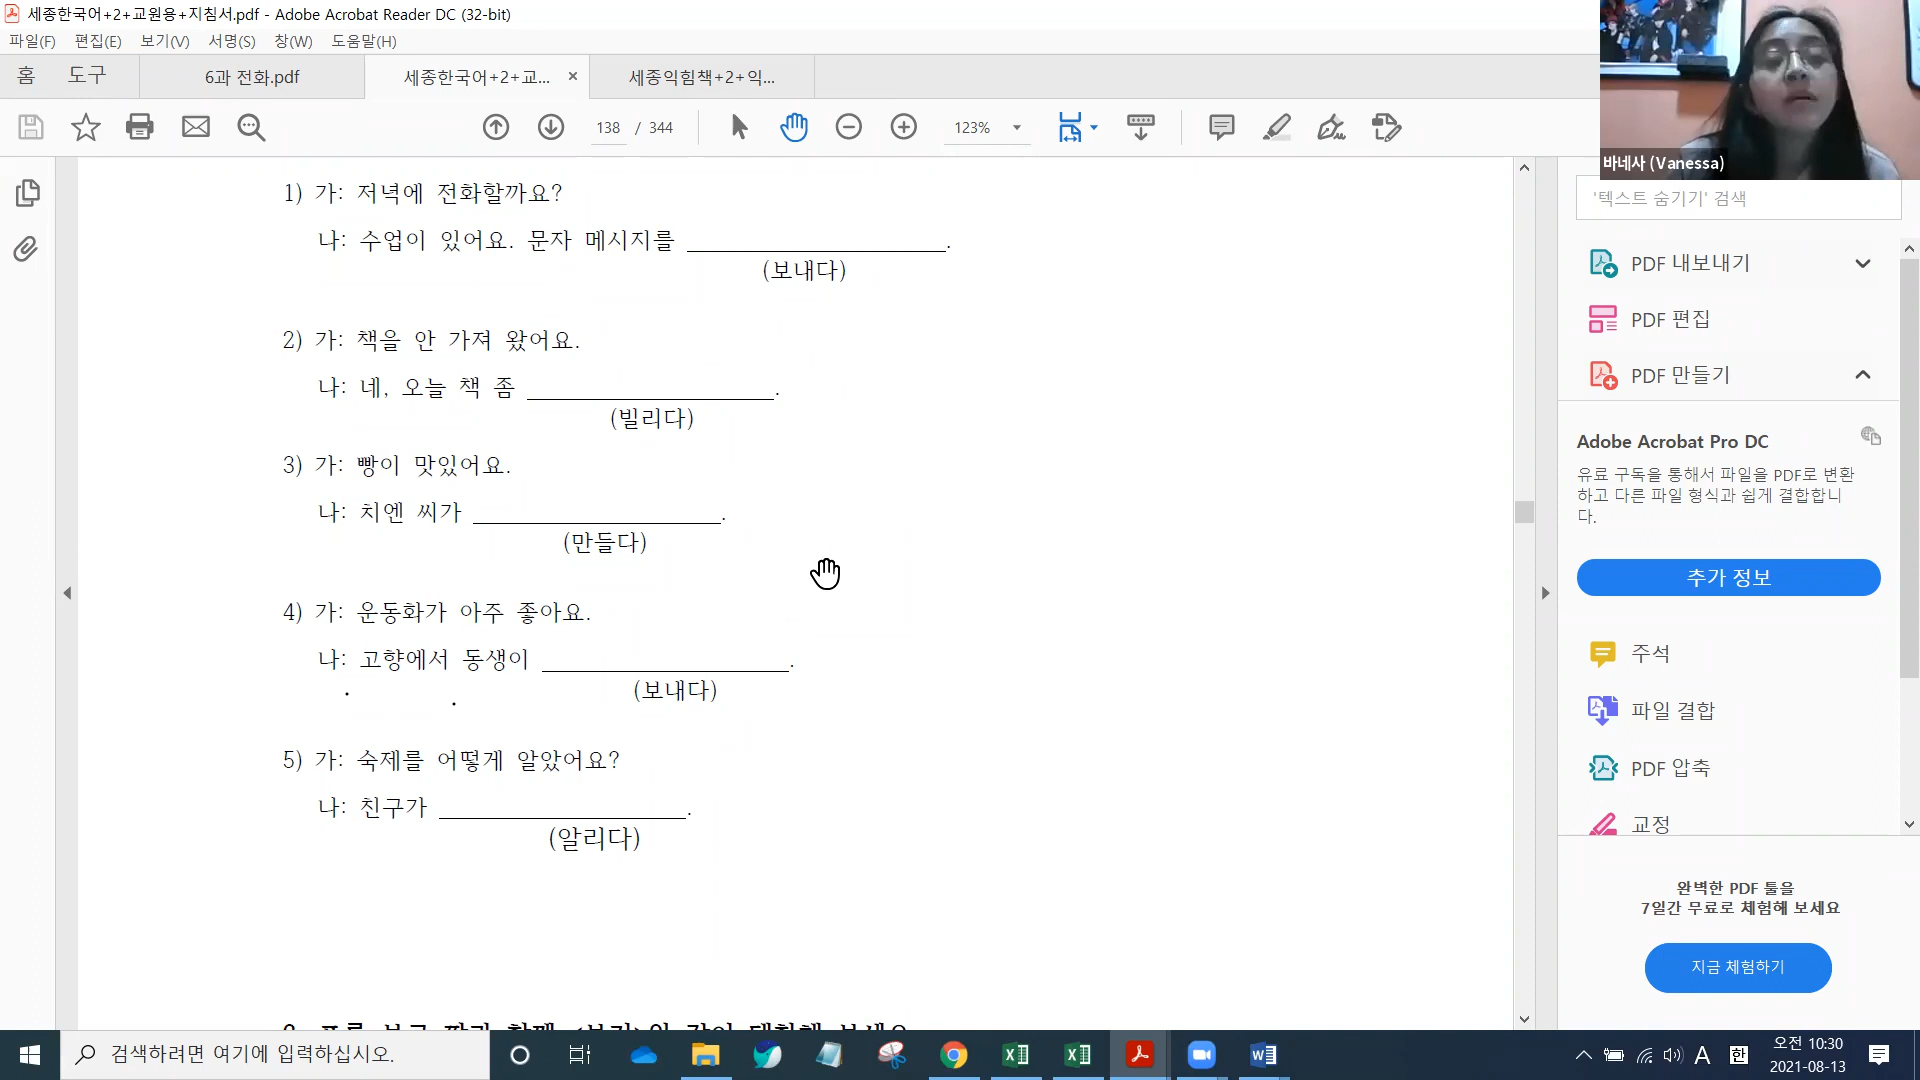 세종한국어+2+교원용+지침서.pdf - Adobe Acrobat Reader DC (32-bit)
파일(F) 편집(E) 보기(V) 서명(S) 창(W) 도움말(H)
홈 도구 6과 전화.pdf 세종한국어+2+교... × 세종익힘책+2+익...
138 / 344 123%
바네사 (Vanessa)
1) 가: 저녁에 전화할까요?
나: 수업이 있어요. 문자 메시지를 ______.
(보내다)
2) 가: 책을 안 가져 왔어요.
나: 네, 오늘 책 좀 ______.
(빌리다)
3) 가: 빵이 맛있어요.
나: 치엔 씨가 ______.
(만들다)
4) 가: 운동화가 아주 좋아요.
나: 고향에서 동생이 ______.
(보내다)
5) 가: 숙제를 어떻게 알았어요?
나: 친구가 ______.
(알리다)
'텍스트 숨기기' 검색
PDF 내보내기
PDF 편집
PDF 만들기
Adobe Acrobat Pro DC
유료 구독을 통해서 파일을 PDF로 변환
하고 다른 파일 형식과 쉽게 결합합니
다.
추가 정보
주석
파일 결합
PDF 압축
교정
완벽한 PDF 툴을
7일간 무료로 체험해 보세요
지금 체험하기
검색하려면 여기에 입력하십시오.
A 한 오전 10:30
2021-08-13